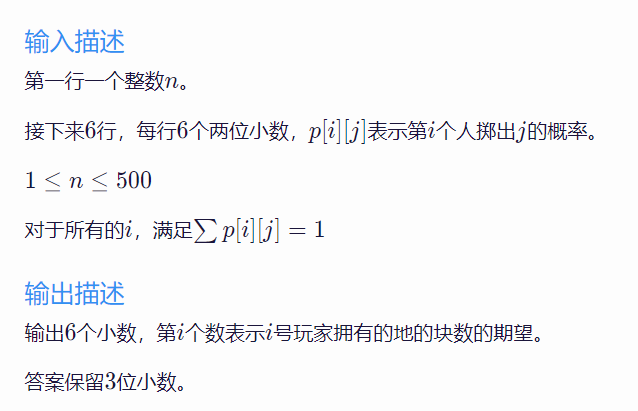 输入描述
第一行一个整数n。
接下来6行，每行6个两位小数，p[i][j]表示第i个人掷出j的概率。
1 ≤ n ≤ 500
对于所有的i，满足∑ p[i][j] = 1
输出描述
输出6个小数，第i个数表示i号玩家拥有的地的块数的期望。
答案保留3位小数。